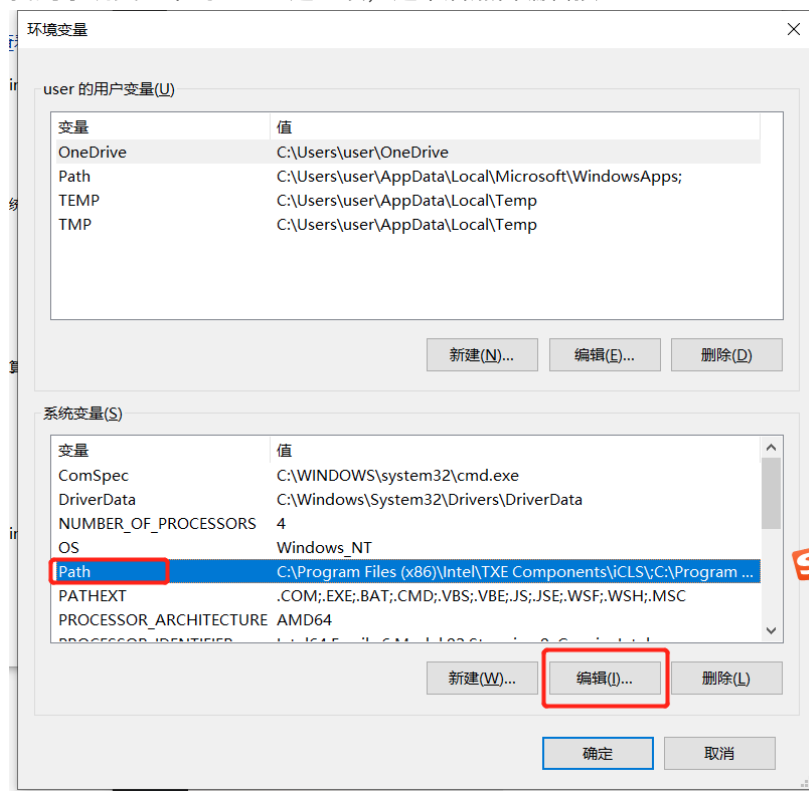 环境变量
user 的用户变量(U)
变量 值
OneDrive C:\Users\user\OneDrive
Path C:\Users\user\AppData\Local\Microsoft\WindowsApps;
TEMP C:\Users\user\AppData\Local\Temp
TMP C:\Users\user\AppData\Local\Temp
新建(N)... 编辑(E)... 删除(D)
系统变量(S)
变量 值
ComSpec C:\WINDOWS\system32\cmd.exe
DriverData C:\Windows\System32\Drivers\DriverData
NUMBER_OF_PROCESSORS 4
OS Windows_NT
Path C:\Program Files (x86)\Intel\TXE Components\iCLS\;C:\Program ...
PATHEXT .COM;.EXE;.BAT;.CMD;.VBS;.VBE;.JS;.JSE;.WSF;.WSH;.MSC
PROCESSOR_ARCHITECTURE AMD64
新建(W)... 编辑(I)... 删除(L)
确定 取消